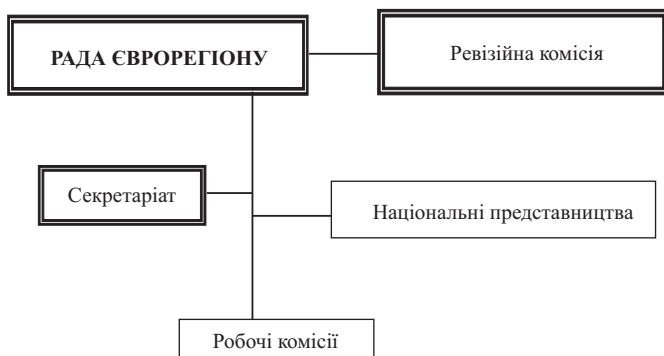 РАДА ЄВРОРЕГІОНУ
Ревізійна комісія
Секретаріат
Національні представництва
Робочі комісії